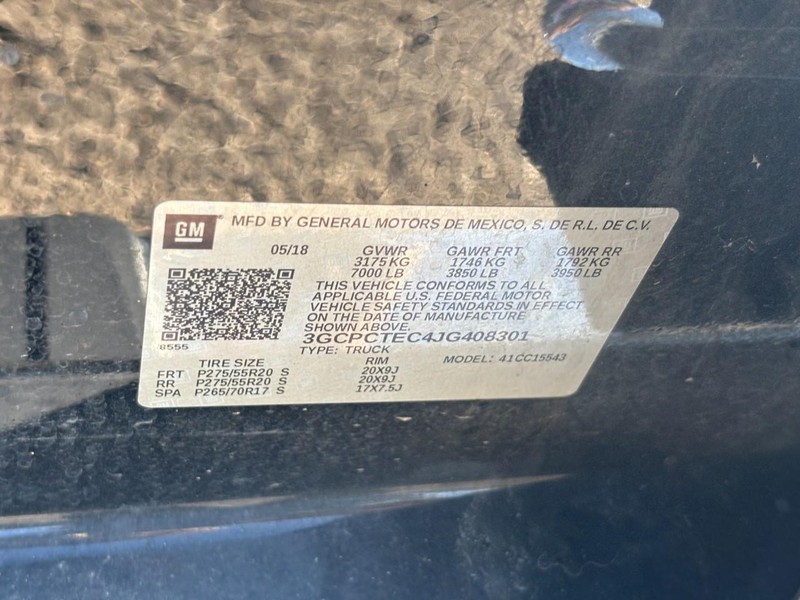 GM MFD BY GENERAL MOTORS DE MEXICO, S. DE R.L. DE C.V.
05/18 GVWR GAWR FRT GAWR RR
3175 KG 1746 KG 1792 KG
7000 LB 3850 LB 3950 LB
THIS VEHICLE CONFORMS TO ALL
APPLICABLE U.S. FEDERAL MOTOR
VEHICLE SAFETY STANDARDS IN EFFECT
ON THE DATE OF MANUFACTURE
SHOWN ABOVE.
8555
3GCPCTEC4JG408301
TYPE: TRUCK
MODEL: 41CC15543
TIRE SIZE RIM
FRT P275/55R20 S 20X9J
RR P275/55R20 S 20X9J
SPA P265/70R17 S 17X7.5J